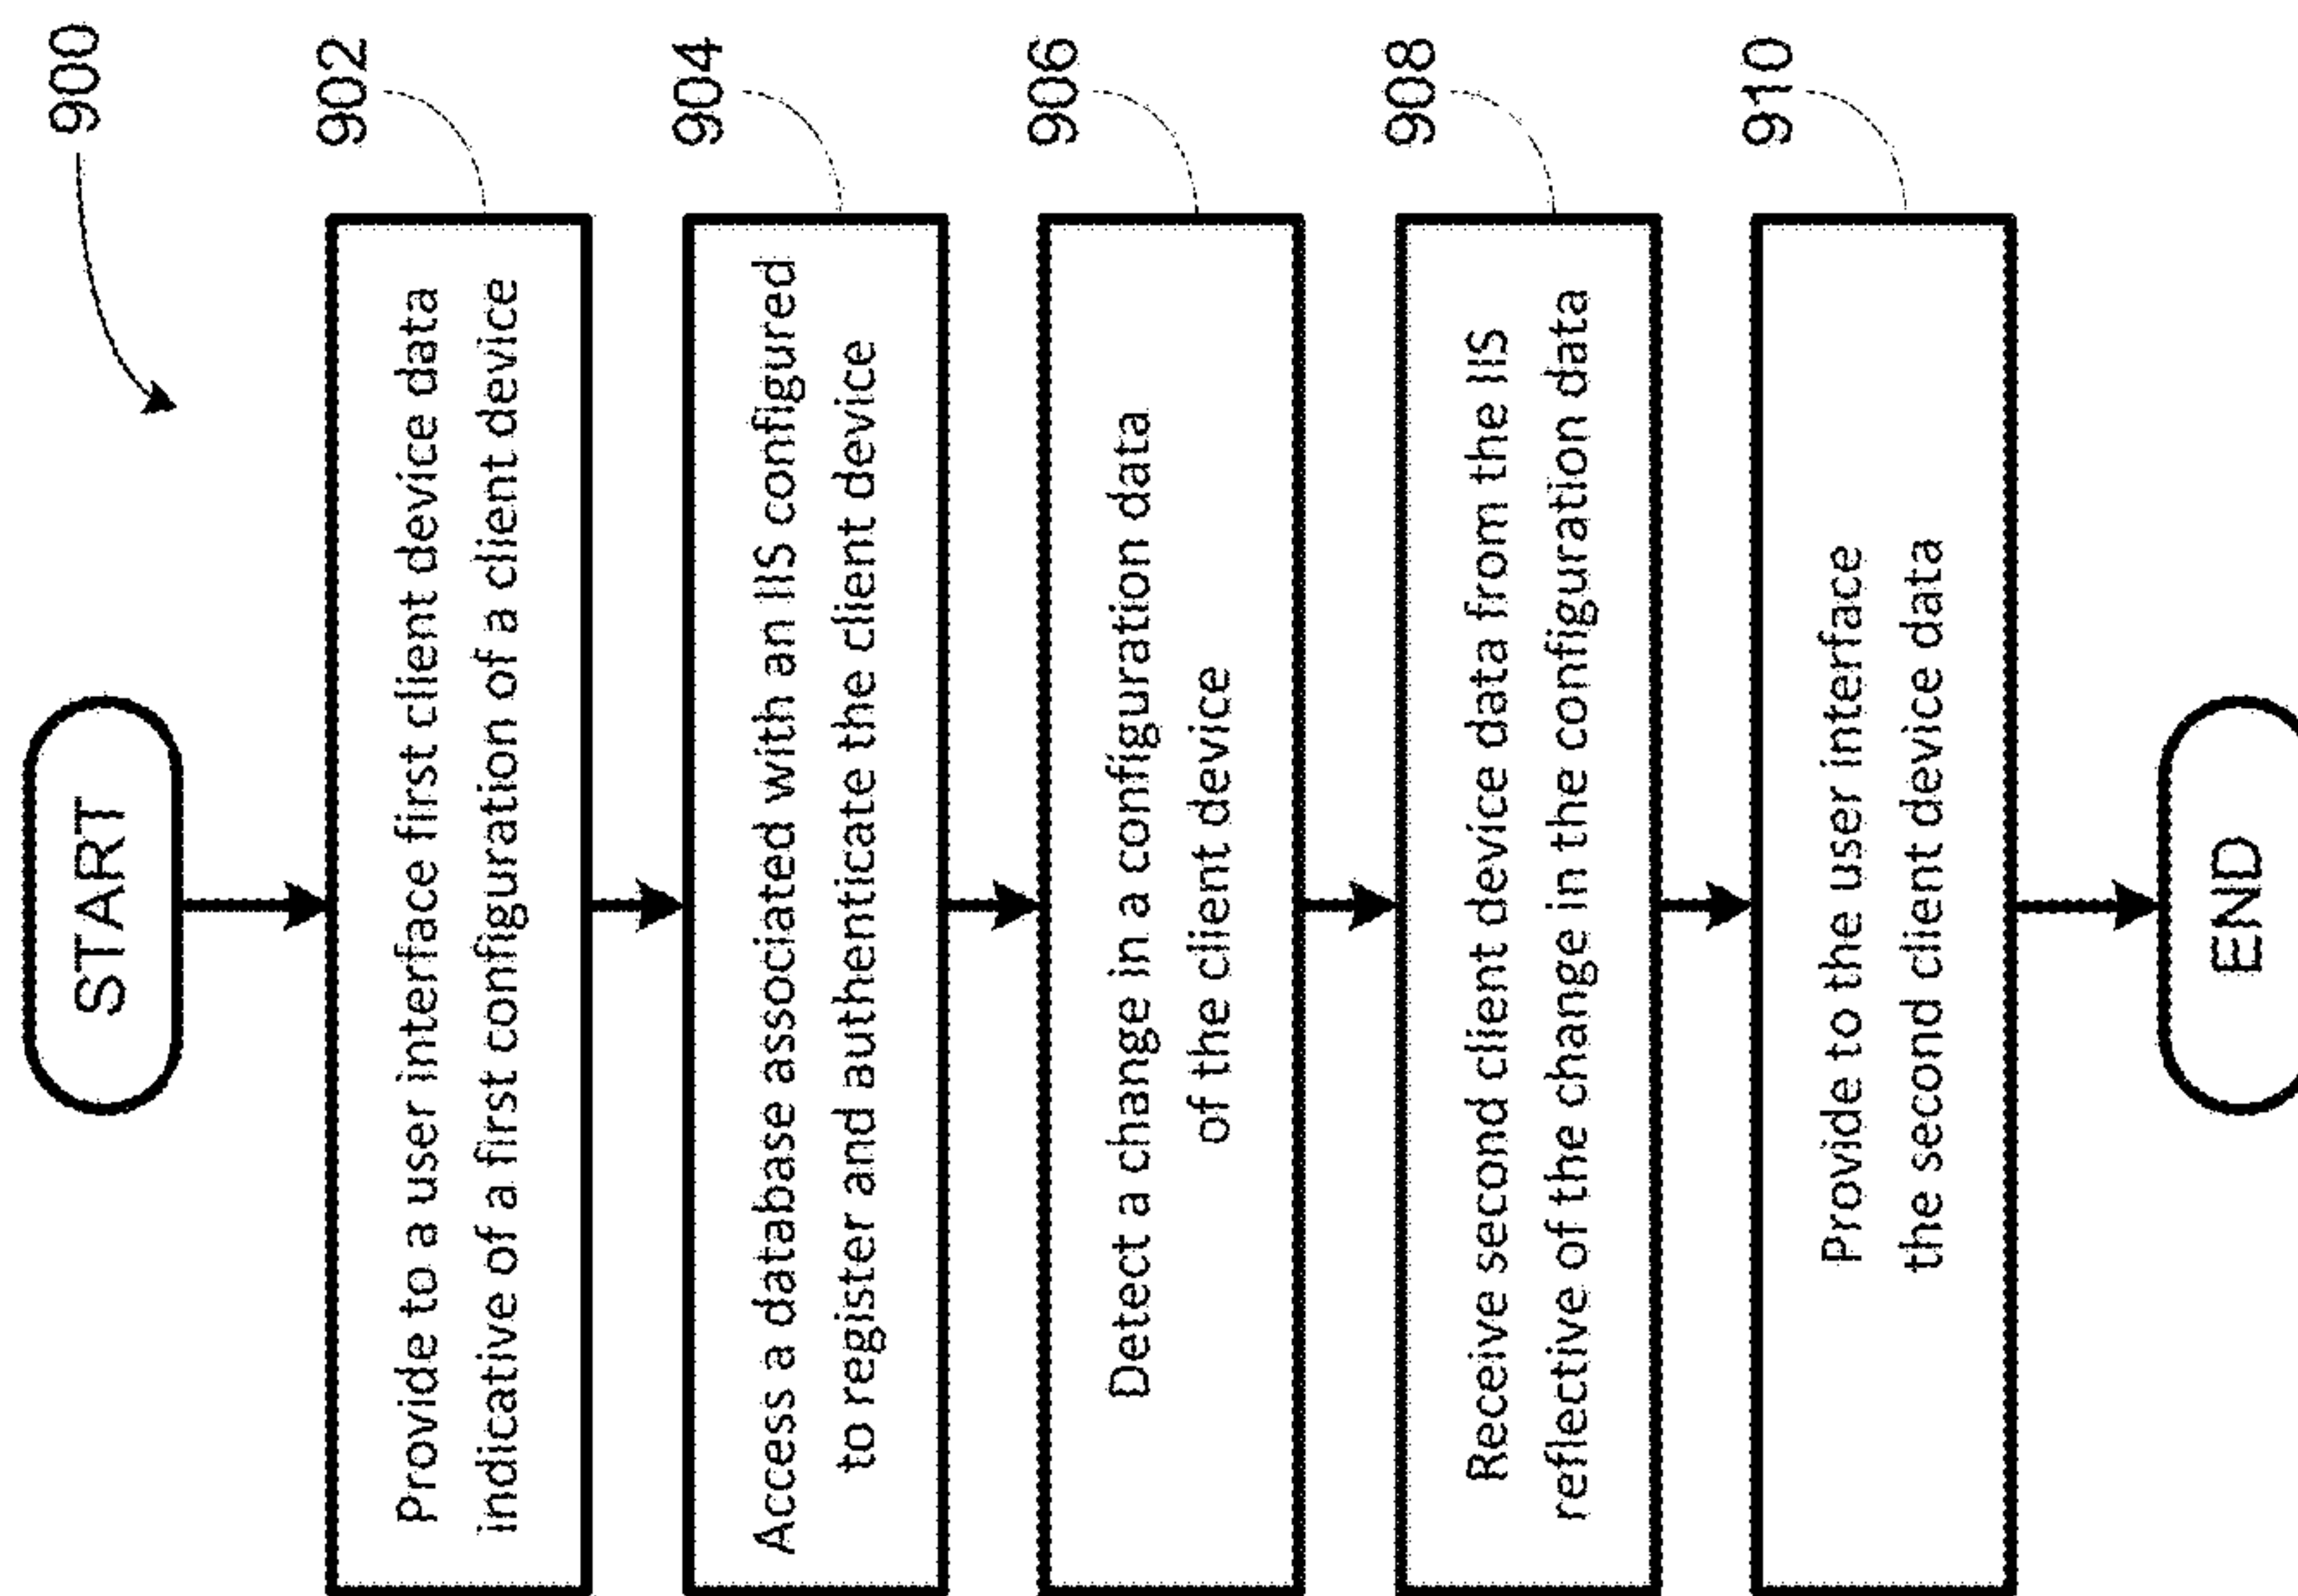 900
START
Provide to a user interface first client device data
indicative of a first configuration of a client device
902
Access a database associated with an IIS configured
to register and authenticate the client device
904
Detect a change in a configuration data
of the client device
906
Receive second client device data from the IIS
reflective of the change in the configuration data
908
Provide to the user interface
the second client device data
910
END